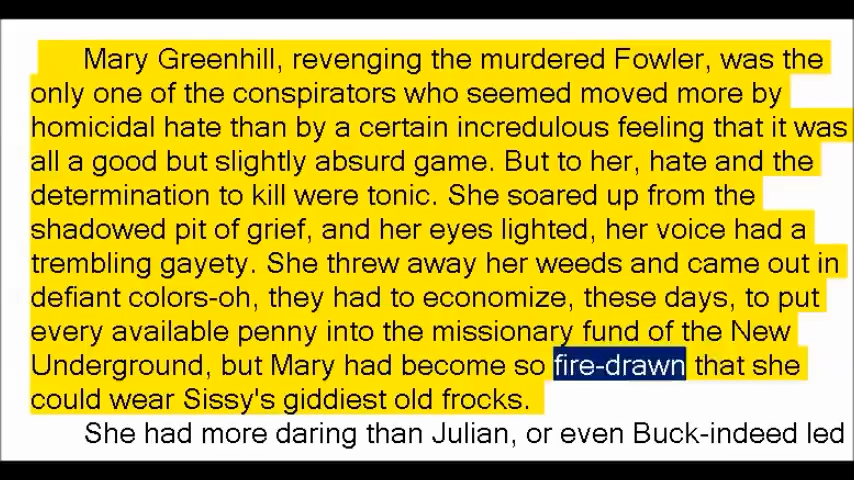 Mary Greenhill, revenging the murdered Fowler, was the
only one of the conspirators who seemed moved more by
homicidal hate than by a certain incredulous feeling that it was
all a good but slightly absurd game. But to her, hate and the
determination to kill were tonic. She soared up from the
shadowed pit of grief, and her eyes lighted, her voice had a
trembling gayety. She threw away her weeds and came out in
defiant colors-oh, they had to economize, these days, to put
every available penny into the missionary fund of the New
Underground, but Mary had become so fire-drawn that she
could wear Sissy's giddiest old frocks.
She had more daring than Julian, or even Buck-indeed led